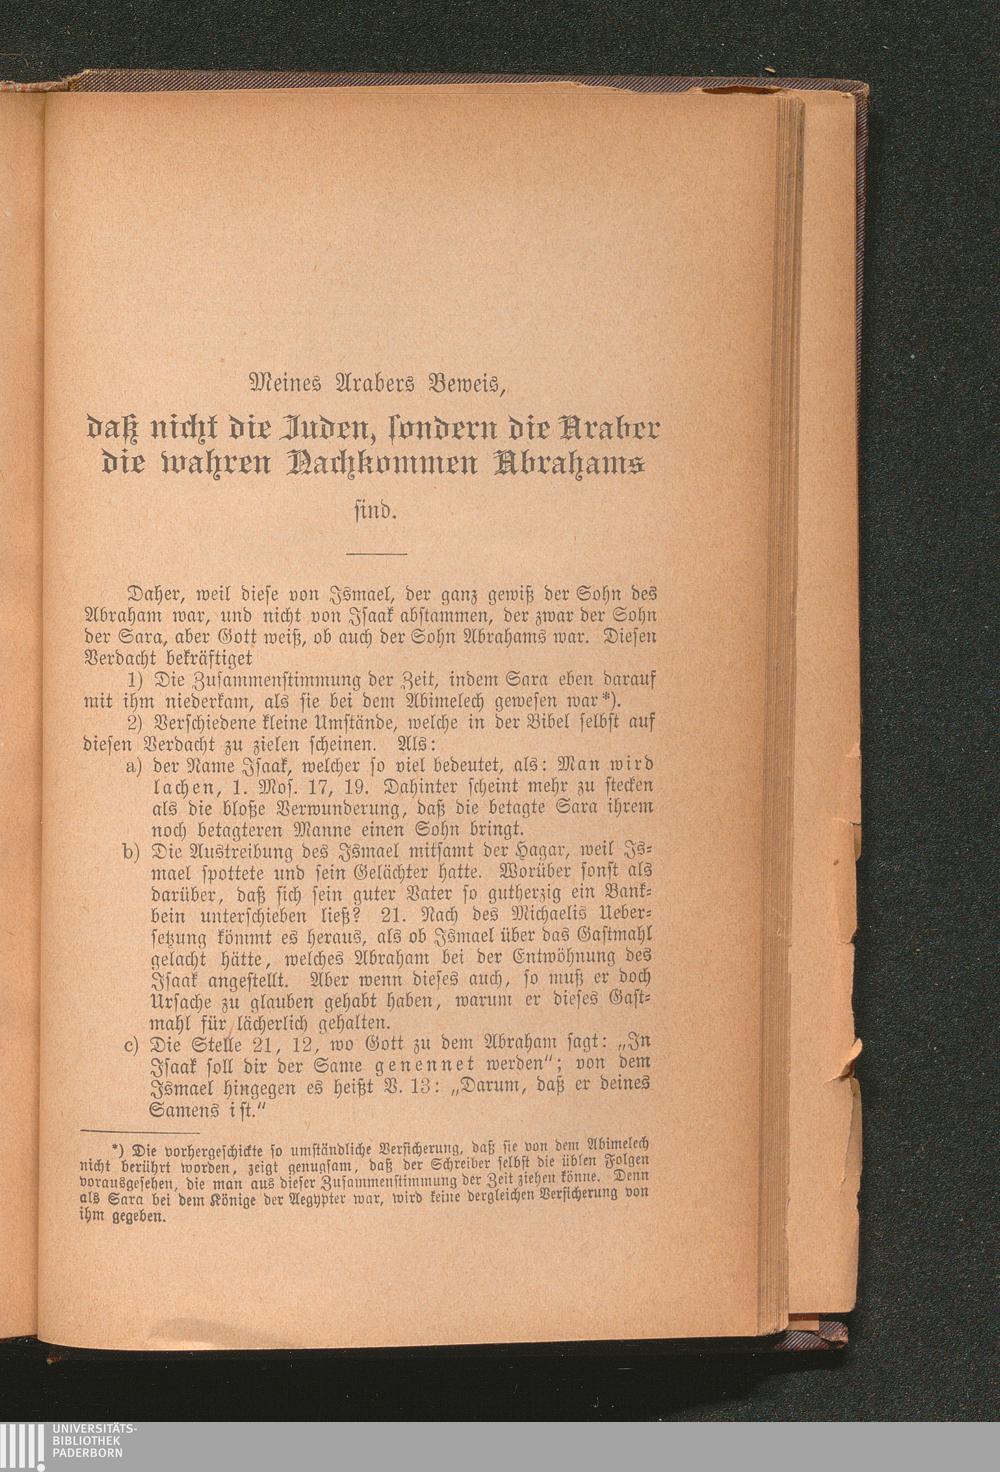 Meines Arabers Beweis,
daß nicht die Juden, sondern die Araber
die wahren Nachkommen Abrahams
sind.
Daher, weil diese von Ismael, der ganz gewiß der Sohn des
Abraham war, und nicht von Isaak abstammen, der zwar der Sohn
der Sara, aber Gott weiß, ob auch der Sohn Abrahams war. Diesen
Verdacht bekräftiget
1) Die Zusammenstimmung der Zeit, indem Sara eben darauf
mit ihm niederkam, als sie bei dem Abimelech gewesen war*).
2) Verschiedene kleine Umstände, welche in der Bibel selbst auf
diesen Verdacht zu zielen scheinen. Als:
a) der Name Isaak, welcher so viel bedeutet, als: Man wird
lachen, 1. Mos. 17, 19. Dahinter scheint mehr zu stecken
als die bloße Verwunderung, daß die betagte Sara ihrem
noch betagteren Manne einen Sohn bringt.
b) Die Austreibung des Ismael mitsamt der Hagar, weil Is-
mael spottete und sein Gelächter hatte. Worüber sonst als
darüber, daß sich sein guter Vater so gutherzig ein Bank-
bein unterschieben ließ? 21. Nach des Michaelis Ueber-
setzung kömmt es heraus, als ob Ismael über das Gastmahl
gelacht hätte, welches Abraham bei der Entwöhnung des
Isaak angestellt. Aber wenn dieses auch, so muß er doch
Ursache zu glauben gehabt haben, warum er dieses Gast-
mahl für lächerlich gehalten.
c) Die Stelle 21, 12, wo Gott zu dem Abraham sagt: „In
Isaak soll dir der Same genennet werden“; von dem
Ismael hingegen es heißt V. 13: „Darum, daß er deines
Samens ist.“
*) Die vorhergeschickte so umständliche Versicherung, daß sie von dem Abimelech
nicht berührt worden, zeigt genugsam, daß der Schreiber selbst die üblen Folgen
vorausgesehen, die man aus dieser Zusammenstimmung der Zeit ziehen könne. Denn
als Sara bei dem Könige der Aegypter war, wird keine dergleichen Versicherung von
ihm gegeben.
UNIVERSITÄTS-
BIBLIOTHEK
PADERBORN